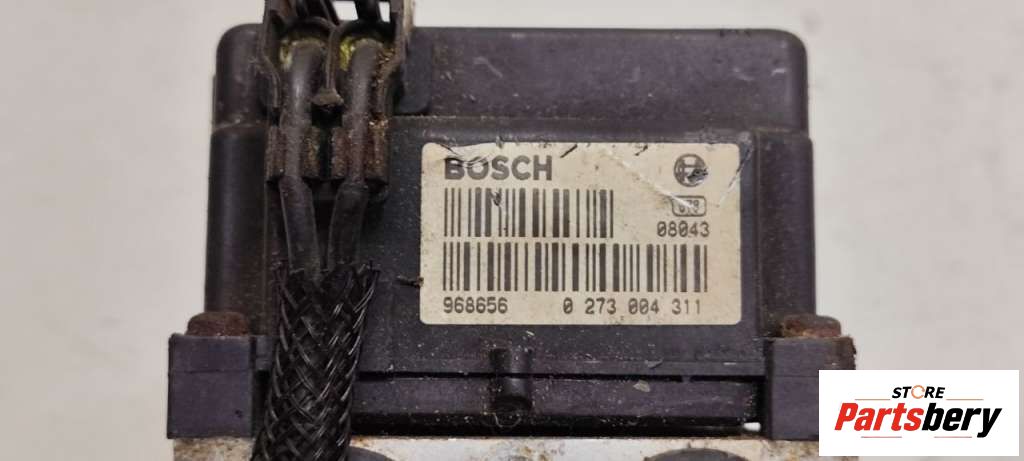 BOSCH
08043
968656 0 273 004 311
STORE
Partsbery